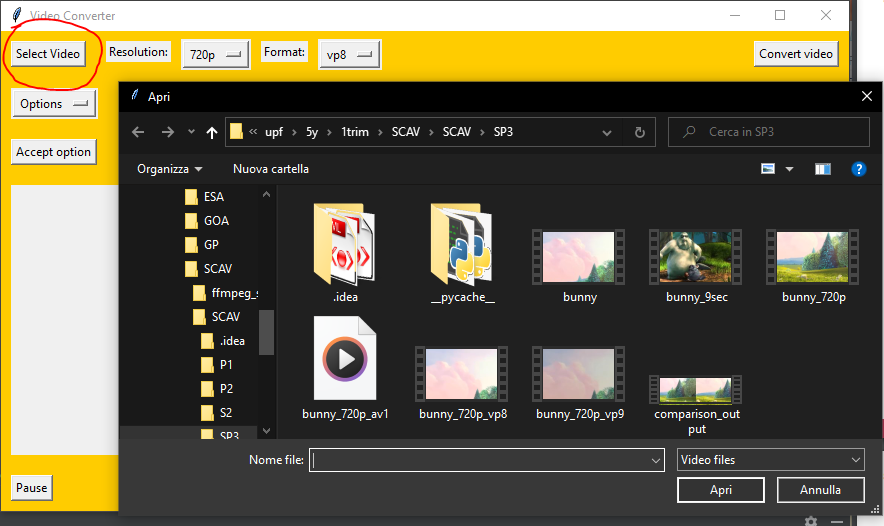 Video Converter
Select Video
Resolution:
720p
Format:
vp8
Convert video
Options
Accept option
Pause
Apri
« upf > 5y > 1trim > SCAV > SCAV > SP3
Cerca in SP3
Organizza
Nuova cartella
ESA
GOA
GP
SCAV
ffmpeg_s
SCAV
.idea
P1
P2
S2
SP3
.idea
__pycache__
bunny
bunny_9sec
bunny_720p
bunny_720p_av1
bunny_720p_vp8
bunny_720p_vp9
comparison_out
put
Nome file:
Video files
Apri
Annulla